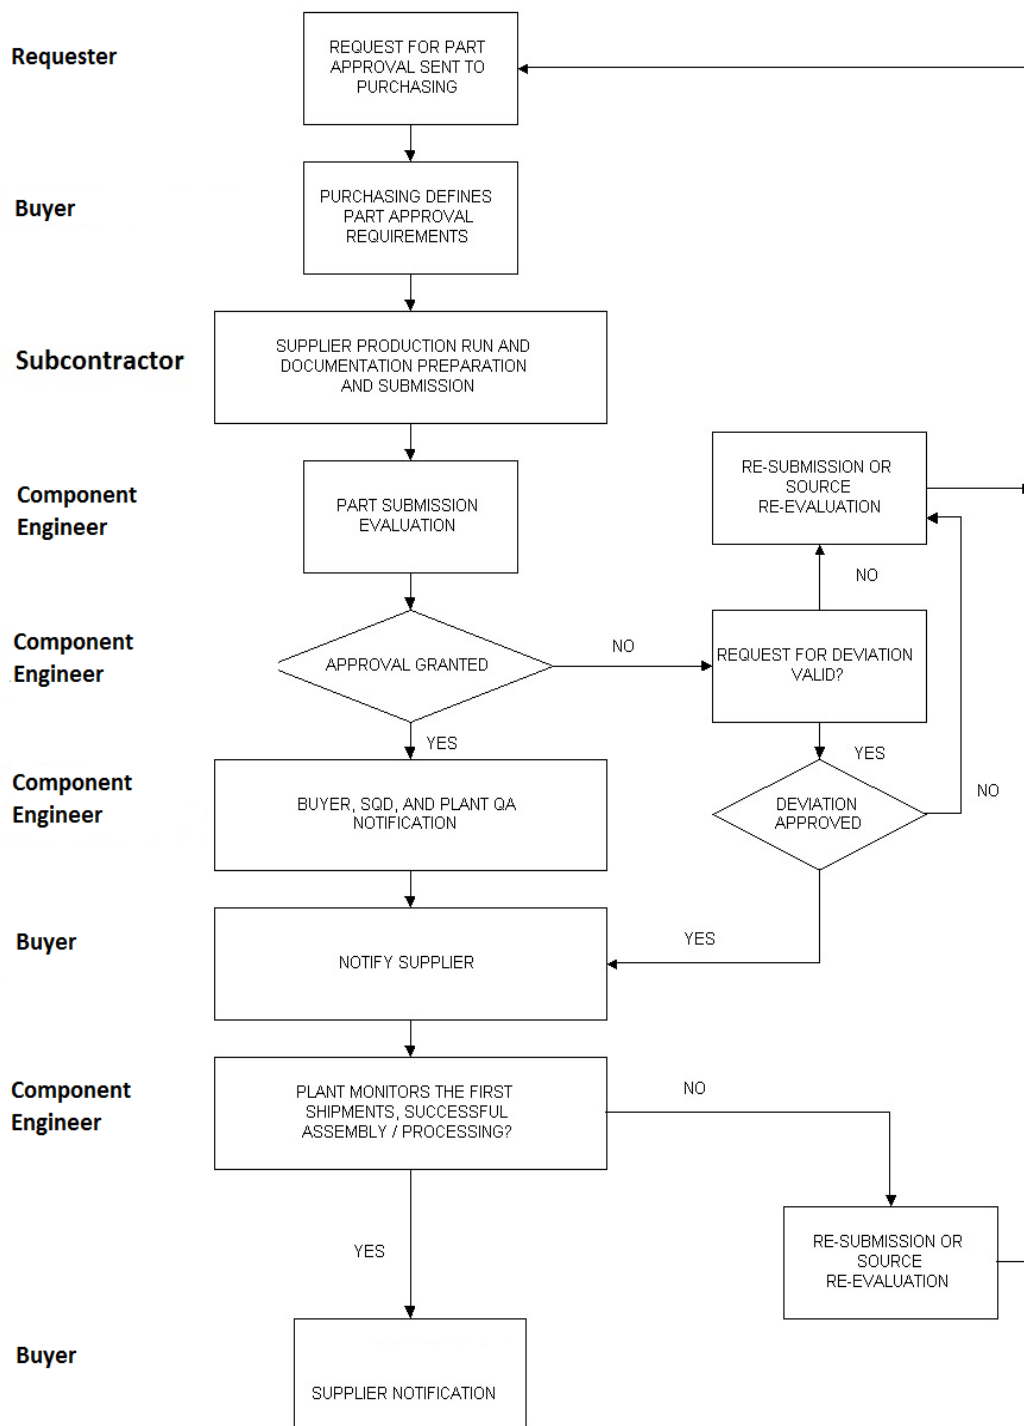 Requester
REQUEST FOR PART
APPROVAL SENT TO
PURCHASING
Buyer
PURCHASING DEFINES
PART APPROVAL
REQUIREMENTS
Subcontractor
SUPPLIER PRODUCTION RUN AND
DOCUMENTATION PREPARATION
AND SUBMISSION
Component
Engineer
PART SUBMISSION
EVALUATION
RE-SUBMISSION OR
SOURCE
RE-EVALUATION
NO
Component
Engineer
APPROVAL GRANTED
NO
REQUEST FOR DEVIATION
VALID?
YES
YES
Component
Engineer
BUYER, SQD, AND PLANT QA
NOTIFICATION
DEVIATION
APPROVED
NO
Buyer
NOTIFY SUPPLIER
YES
Component
Engineer
PLANT MONITORS THE FIRST
SHIPMENTS, SUCCESSFUL
ASSEMBLY / PROCESSING?
NO
YES
RE-SUBMISSION OR
SOURCE
RE-EVALUATION
Buyer
SUPPLIER NOTIFICATION